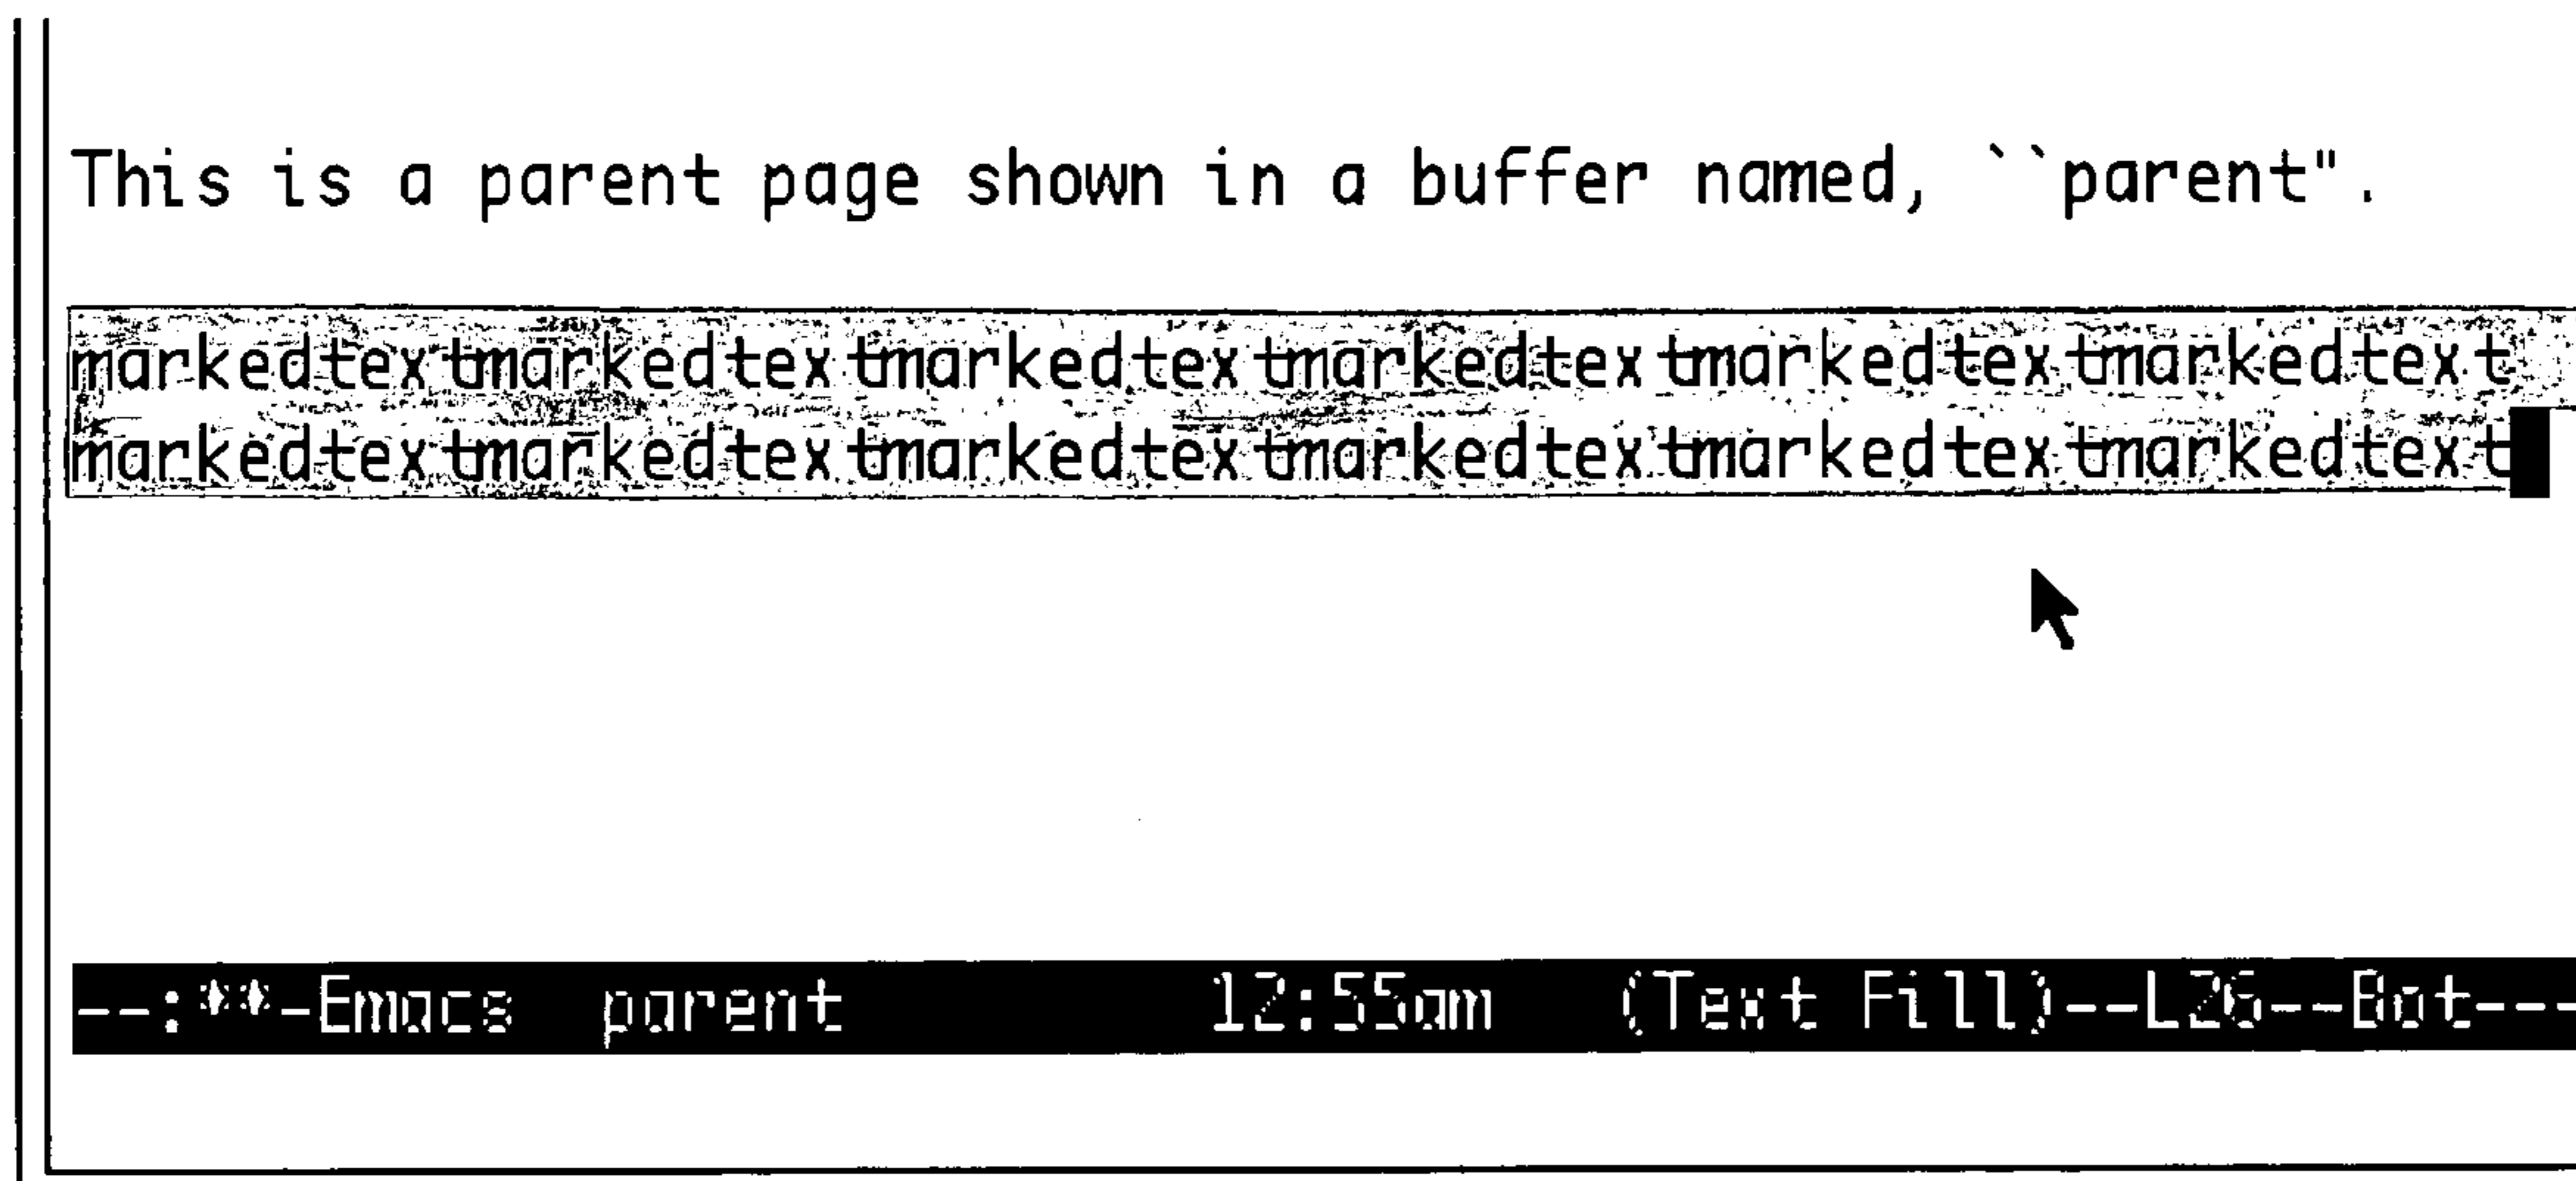 This is a parent page shown in a buffer named, ``parent".
markedtextmarkedtextmarkedtextmarkedtextmarkedtextmarkedtext
markedtextmarkedtextmarkedtextmarkedtextmarkedtextmarkedtext
--:**-Emacs  parent         12:55am   (Text Fill)--L26--Bot---